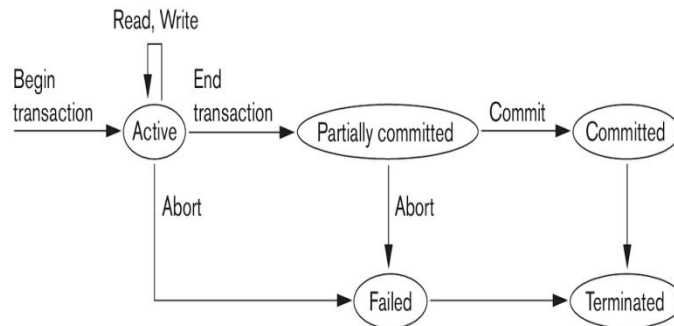 Read, Write
Begin
transaction
End
transaction
Active
Partially committed
Commit
Committed
Abort
Abort
Failed
Terminated